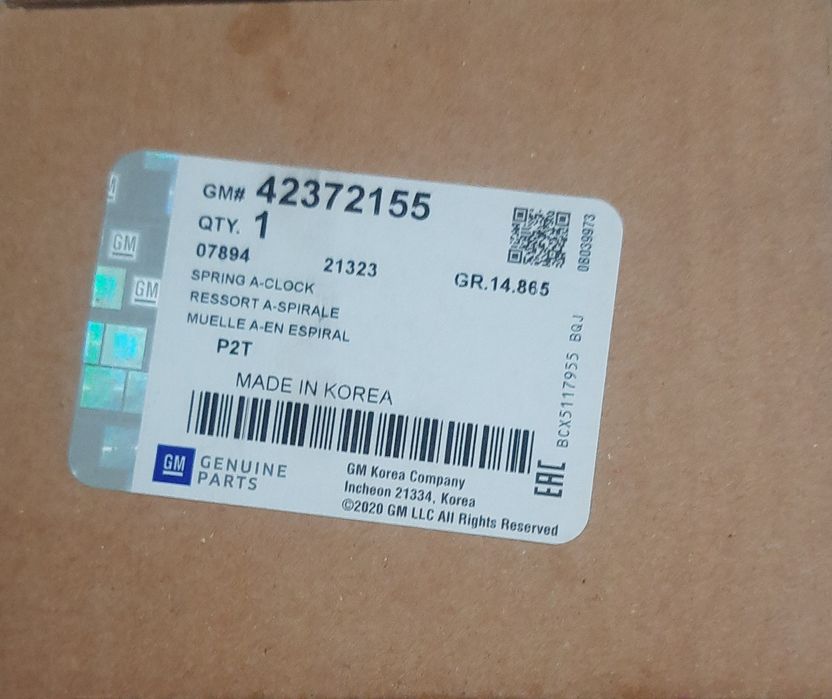 GM# 42372155
QTY. 1
07894 21323 GR.14.865
SPRING A-CLOCK
RESSORT A-SPIRALE
MUELLE A-EN ESPIRAL
P2T
MADE IN KOREA
GM GENUINE PARTS
GM Korea Company
Incheon 21334, Korea
©2020 GM LLC All Rights Reserved
EAC
BCX5117955 BQJ
08039973
GM
GM